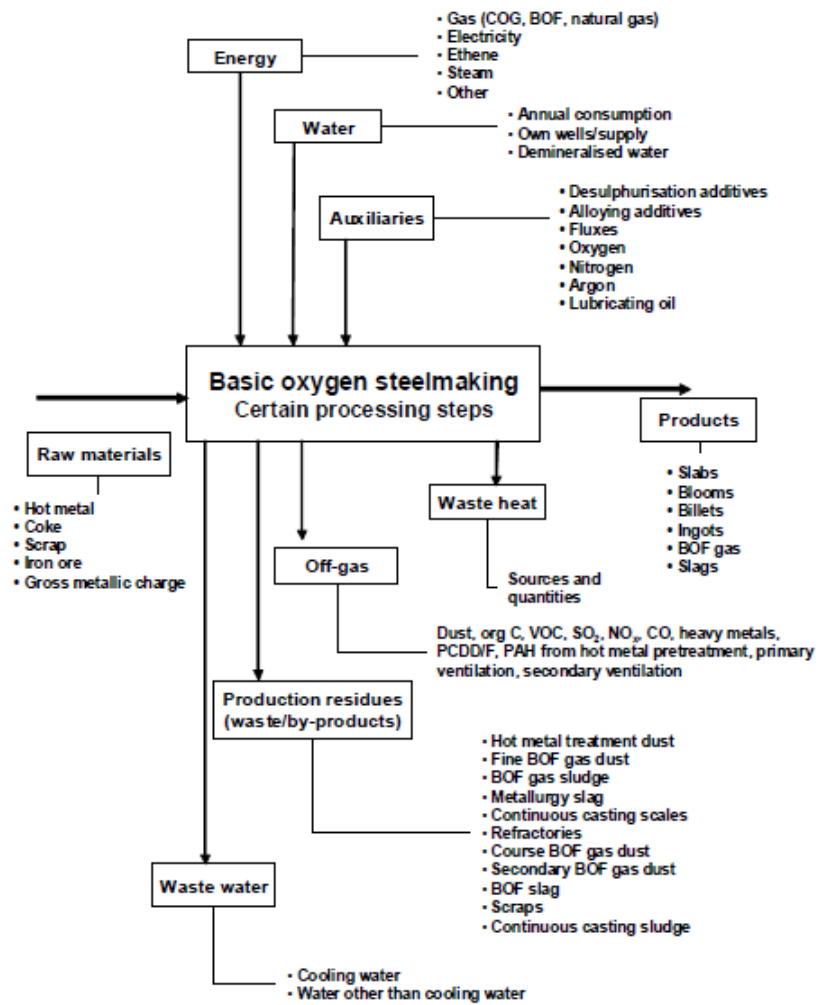 • Gas (COG, BOF, natural gas)
• Electricity
• Ethene
• Steam
• Other
Energy
• Annual consumption
• Own wells/supply
• Demineralised water
Water
• Desulphurisation additives
• Alloying additives
• Fluxes
• Oxygen
• Nitrogen
• Argon
• Lubricating oil
Auxiliaries
Basic oxygen steelmaking
Certain processing steps
Raw materials
• Hot metal
• Coke
• Scrap
• Iron ore
• Gross metallic charge
Products
• Slabs
• Blooms
• Billets
• Ingots
• BOF gas
• Slags
Waste heat
Sources and
quantities
Off-gas
Dust, org C, VOC, SO₂, NOₓ, CO, heavy metals,
PCDD/F, PAH from hot metal pretreatment, primary
ventilation, secondary ventilation
Production residues
(waste/by-products)
• Hot metal treatment dust
• Fine BOF gas dust
• BOF gas sludge
• Metallurgy slag
• Continuous casting scales
• Refractories
• Course BOF gas dust
• Secondary BOF gas dust
• BOF slag
• Scraps
• Continuous casting sludge
Waste water
• Cooling water
• Water other than cooling water